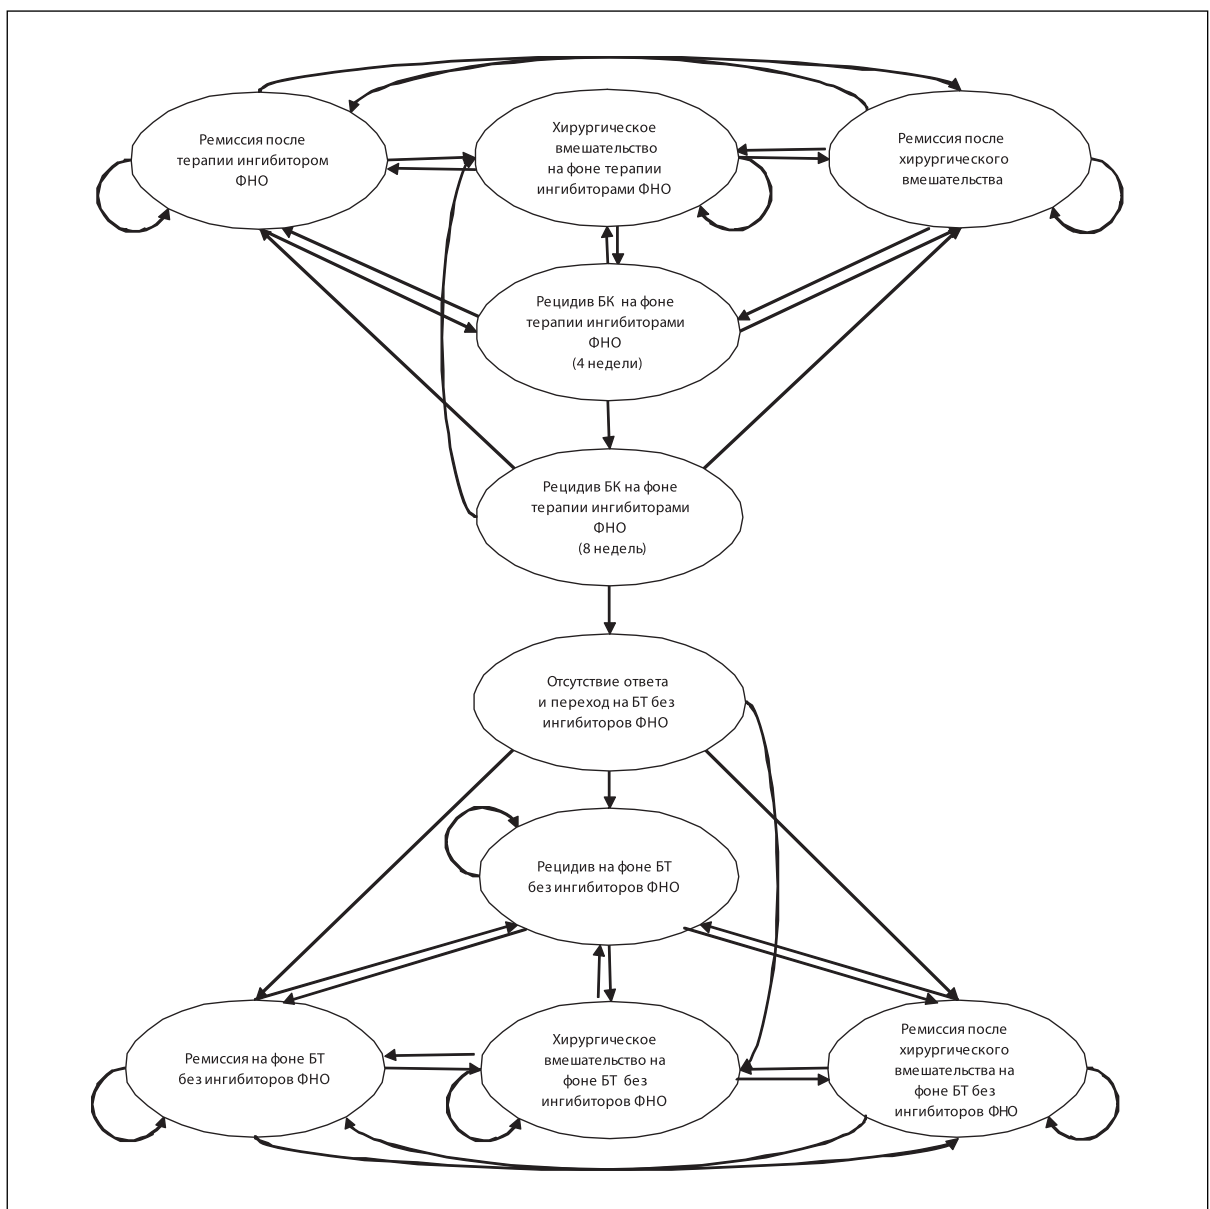 Ремиссия после
терапии ингибитором
ФНО
Хирургическое
вмешательство
на фоне терапии
ингибиторами ФНО
Ремиссия после
хирургического
вмешательства
Рецидив БК на фоне
терапии ингибиторами
ФНО
(4 недели)
Рецидив БК на фоне
терапии ингибиторами
ФНО
(8 недель)
Отсутствие ответа
и переход на БТ без
ингибиторов ФНО
Рецидив на фоне БТ
без ингибиторов ФНО
Ремиссия на фоне БТ
без ингибиторов ФНО
Хирургическое
вмешательство на
фоне БТ без
ингибиторов ФНО
Ремиссия после
хирургического
вмешательства на
фоне БТ без
ингибиторов ФНО